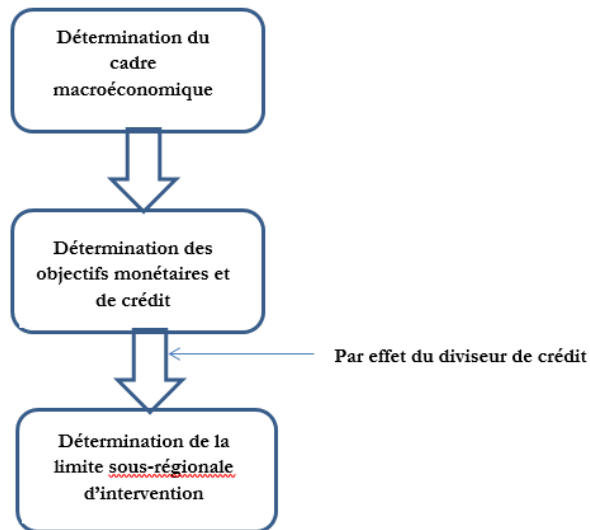 Détermination du
cadre
macroéconomique
Détermination des
objectifs monétaires et
de crédit
Par effet du diviseur de crédit
Détermination de la
limite sous-régionale
d'intervention